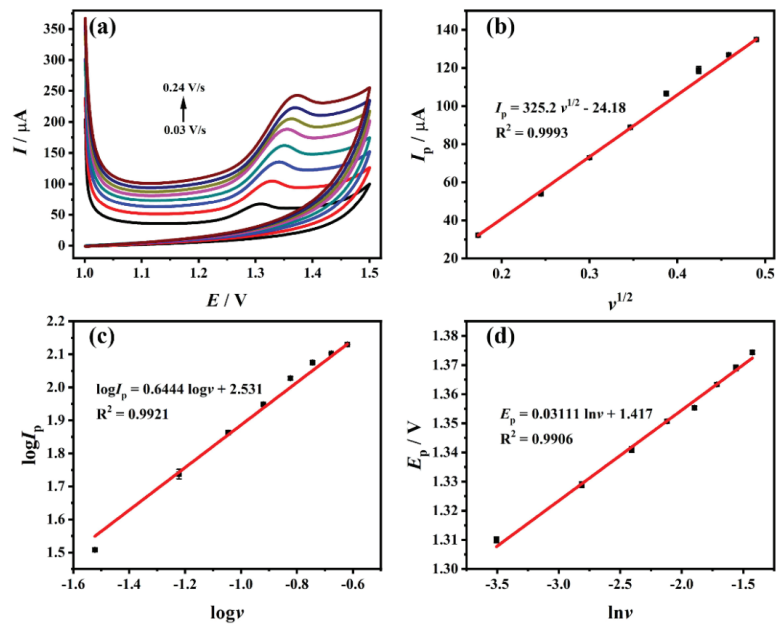 (a)
350
300
250
200
150
100
50
0
I / μA
0.24 V/s
0.03 V/s
1.0 1.1 1.2 1.3 1.4 1.5
E / V
(b)
140
120
100
80
60
40
20
Ip / μA
Ip = 325.2 v1/2 - 24.18
R2 = 0.9993
0.2 0.3 0.4 0.5
v1/2
(c)
2.2
2.1
2.0
1.9
1.8
1.7
1.6
1.5
logIp
logIp = 0.6444 logv + 2.531
R2 = 0.9921
-1.6 -1.4 -1.2 -1.0 -0.8 -0.6
logv
(d)
1.38
1.37
1.36
1.35
1.34
1.33
1.32
1.31
1.30
Ep / V
Ep = 0.03111 lnv + 1.417
R2 = 0.9906
-3.5 -3.0 -2.5 -2.0 -1.5
lnv